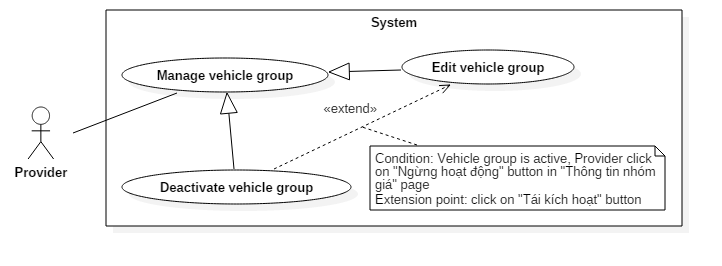 System
Manage vehicle group
Edit vehicle group
«extend»
Provider
Deactivate vehicle group
Condition: Vehicle group is active, Provider click
on "Ngừng hoạt động" button in "Thông tin nhóm
giá" page
Extension point: click on "Tái kích hoạt" button